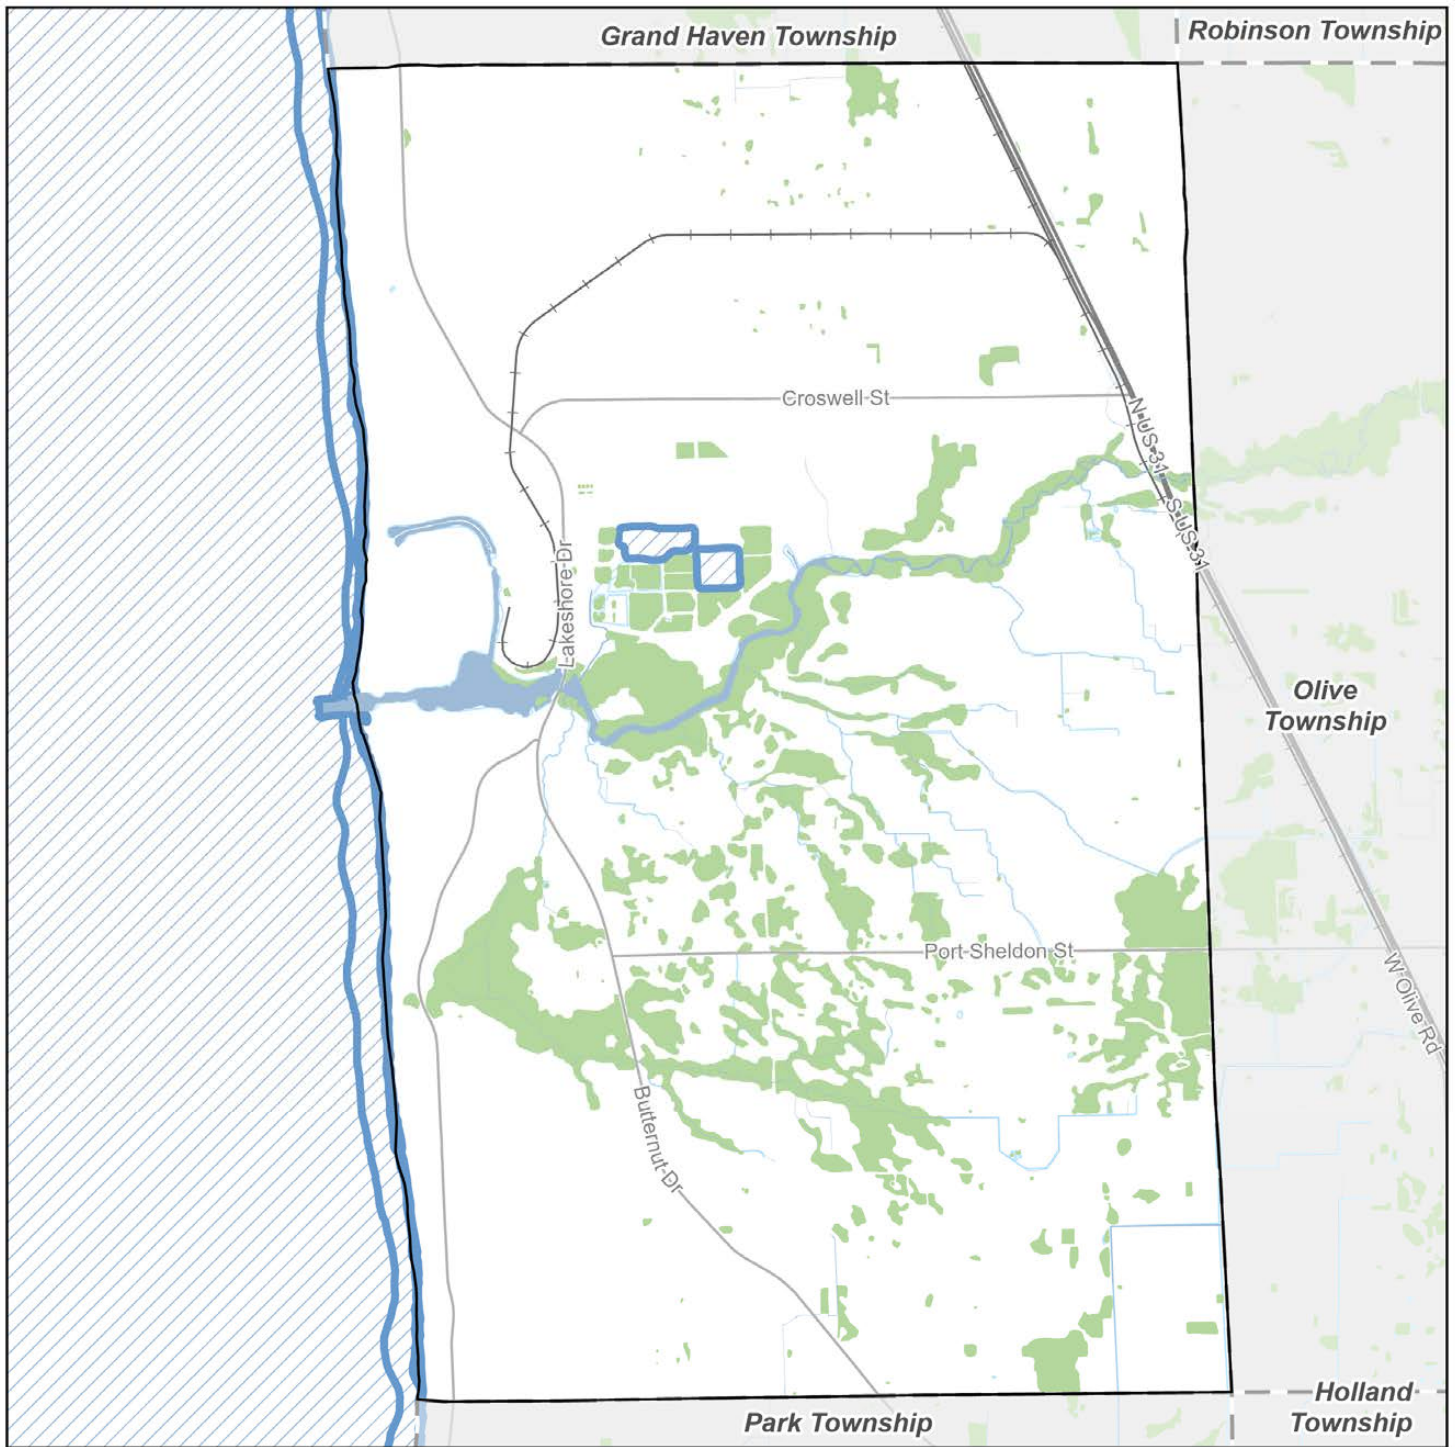 Grand Haven Township
Robinson Township
Croswell St
N US 31
S US 31
Lakeshore Dr
Olive
Township
Port Sheldon St
W Olive Rd
Butternut Dr
Holland
Township
Park Township